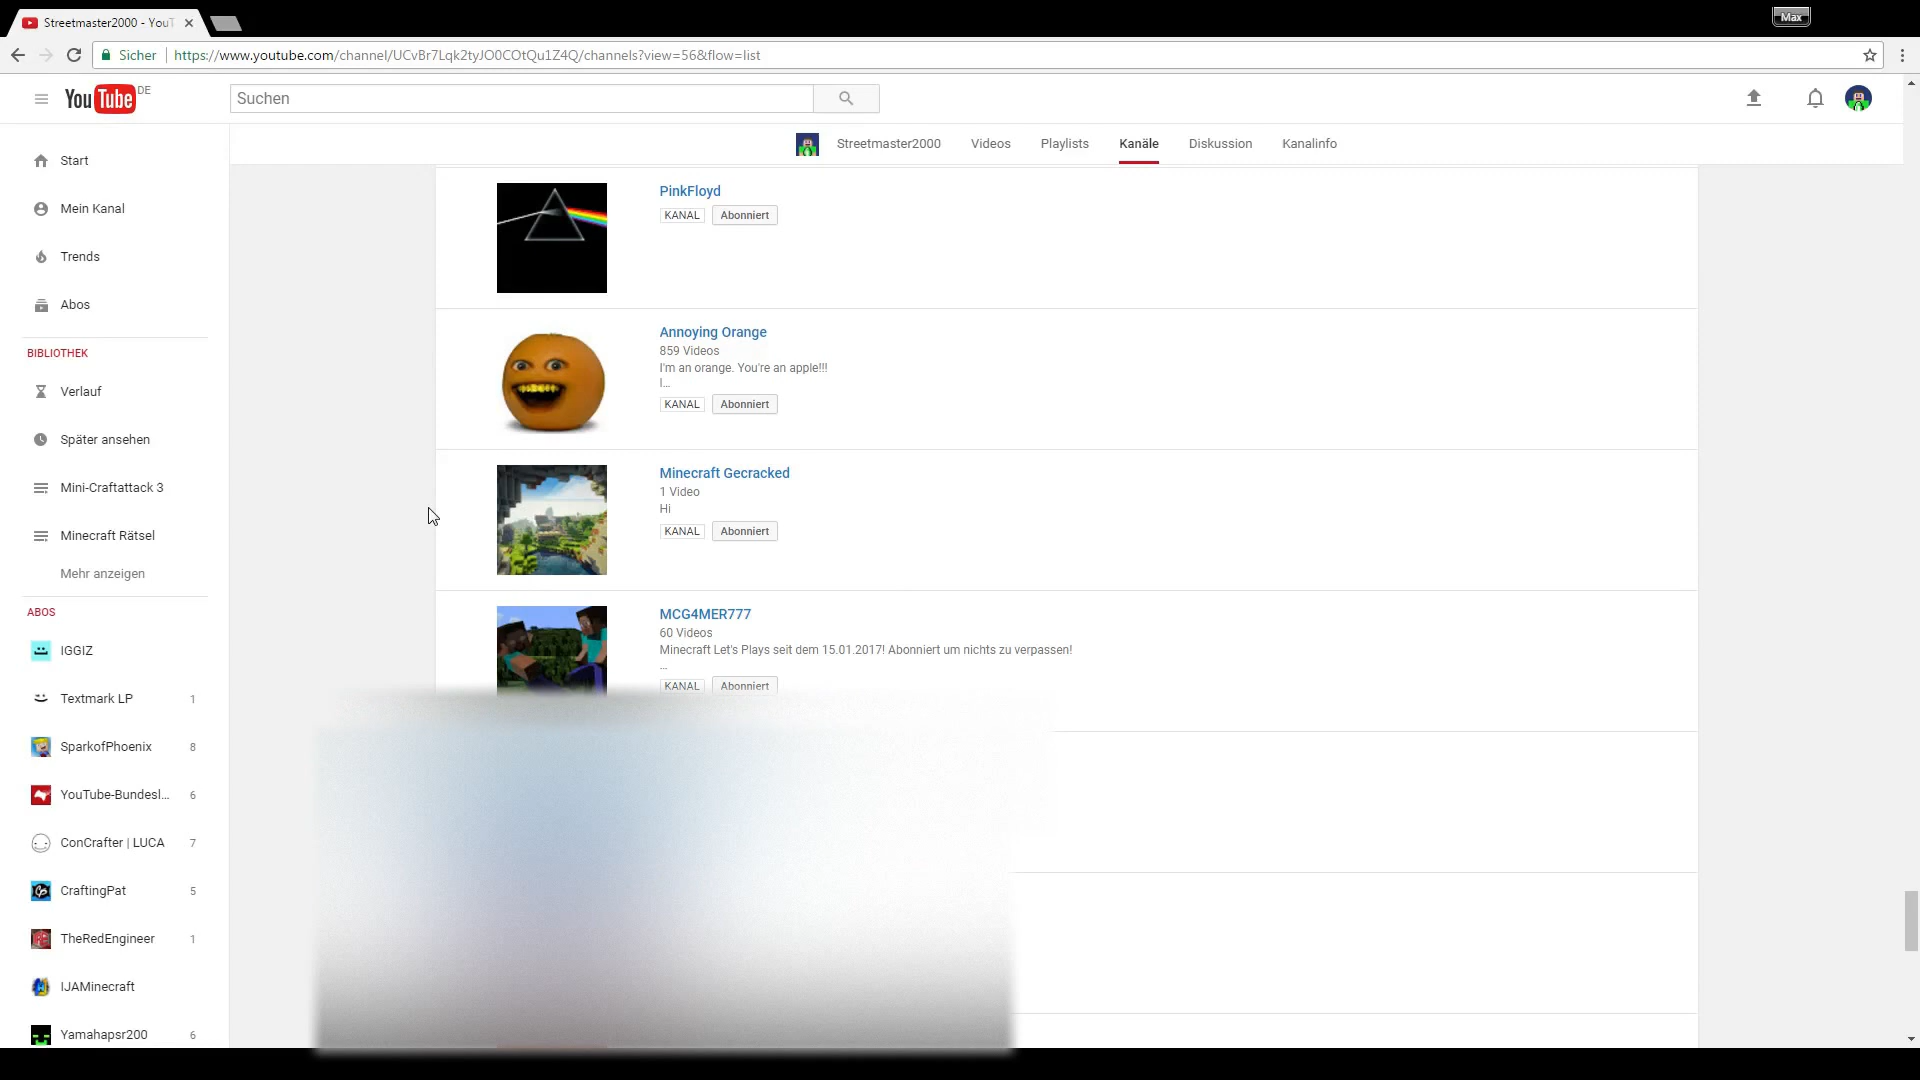 Streetmaster2000 - YouT
Max
Sicher
https://www.youtube.com/channel/UCvBr7Lqk2tyJO0COtQu1Z4Q/channels?view=56&flow=list
YouTube DE
Suchen
Streetmaster2000
Videos
Playlists
Kanäle
Diskussion
Kanalinfo
Start
Mein Kanal
Trends
Abos
BIBLIOTHEK
Verlauf
Später ansehen
Mini-Craftattack 3
Minecraft Rätsel
Mehr anzeigen
ABOS
IGGIZ
Textmark LP 1
SparkofPhoenix 8
YouTube-Bundesl... 6
ConCrafter | LUCA 7
CraftingPat 5
TheRedEngineer 1
IJAMinecraft
Yamahapsr200 6
PinkFloyd
KANAL Abonniert
Annoying Orange
859 Videos
I'm an orange. You're an apple!!!
I...
KANAL Abonniert
Minecraft Gecracked
1 Video
Hi
KANAL Abonniert
MCG4MER777
60 Videos
Minecraft Let's Plays seit dem 15.01.2017! Abonniert um nichts zu verpassen!
...
KANAL Abonniert